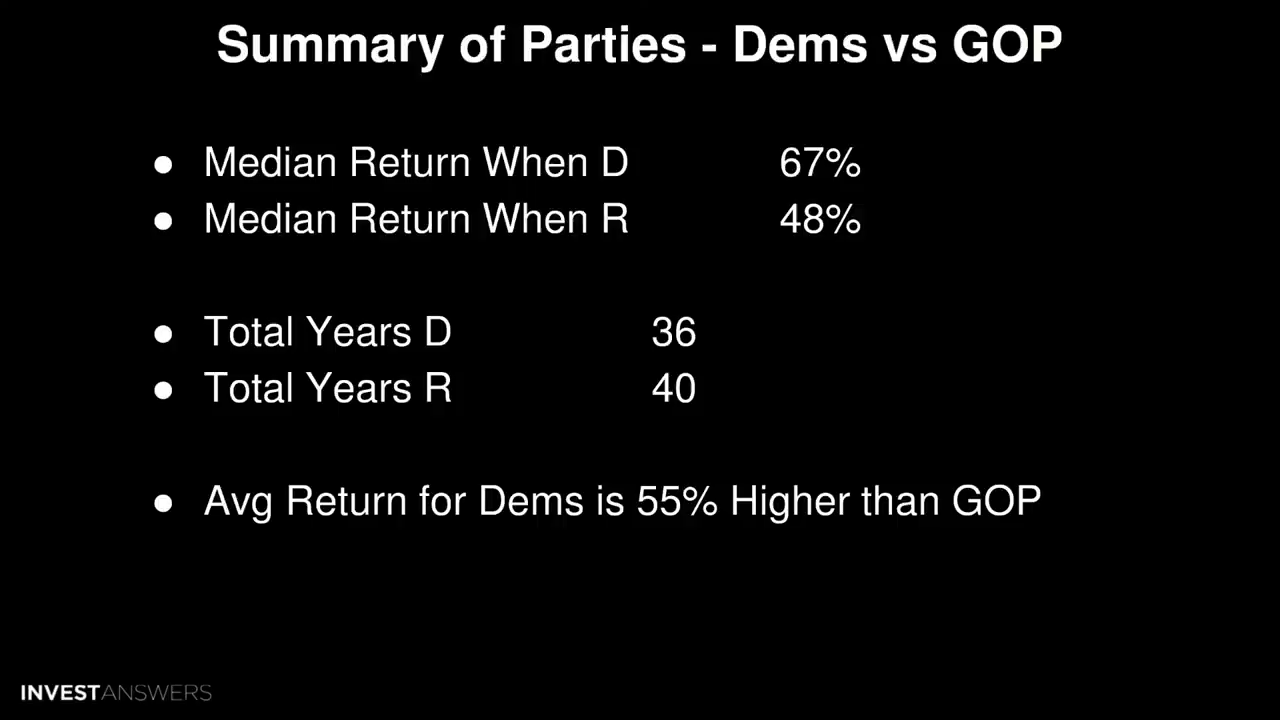 Summary of Parties - Dems vs GOP
● Median Return When D 67%
● Median Return When R 48%
● Total Years D 36
● Total Years R 40
● Avg Return for Dems is 55% Higher than GOP
INVESTANSWERS